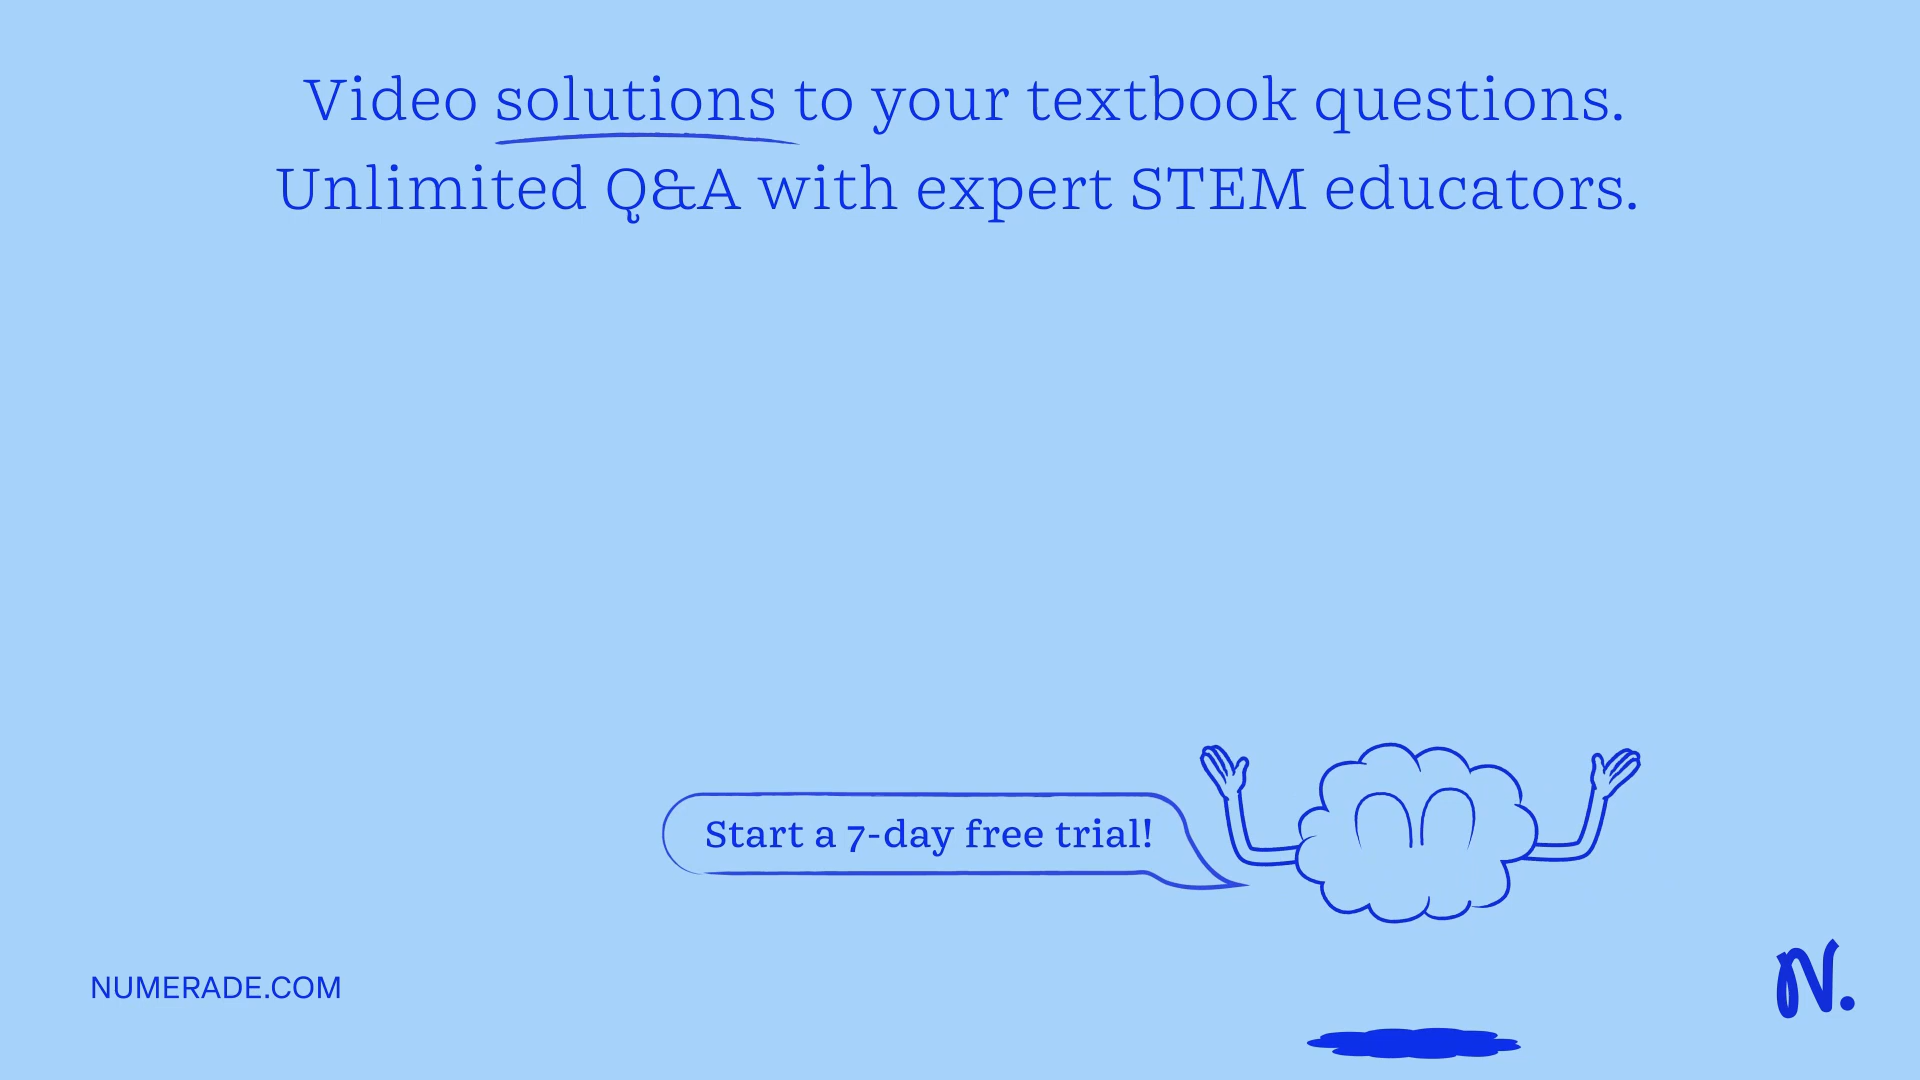 Video solutions to your textbook questions.
Unlimited Q&A with expert STEM educators.
Start a 7-day free trial!
NUMERADE.COM
N.